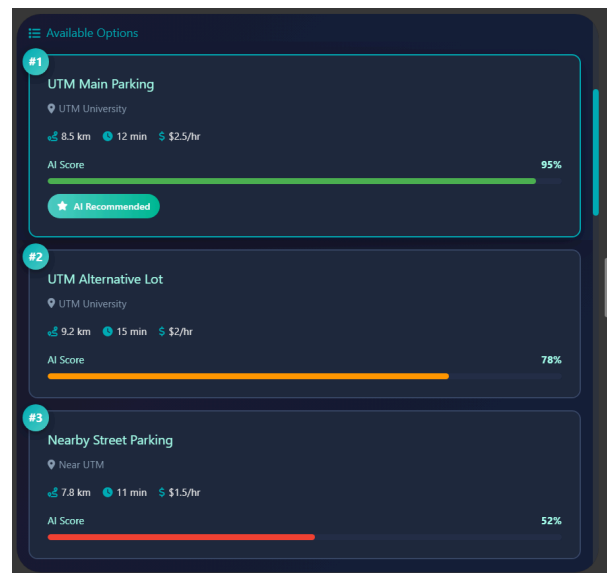 Available Options
#1
UTM Main Parking
UTM University
8.5 km 12 min $ $2.5/hr
AI Score 95%
AI Recommended
#2
UTM Alternative Lot
UTM University
9.2 km 15 min $ $2/hr
AI Score 78%
#3
Nearby Street Parking
Near UTM
7.8 km 11 min $ $1.5/hr
AI Score 52%